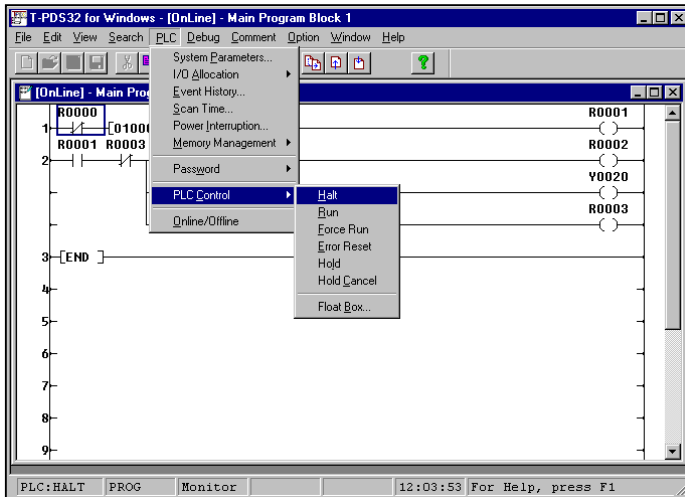 T-PDS32 for Windows - [OnLine] - Main Program Block 1
File Edit View Search PLC Debug Comment Option Window Help
System Parameters...
I/O Allocation
Event History...
Scan Time...
Power Interruption...
Memory Management
Password
PLC Control
Online/Offline
Halt
Run
Force Run
Error Reset
Hold
Hold Cancel
Float Box...
[OnLine] - Main Prog
R0000 R0001
1 [0100
R0001 R0003 R0002
2
Y0020
R0003
3 [END ]
4
5
6
7
8
9
PLC:HALT PROG Monitor 12:03:53 For Help, press F1